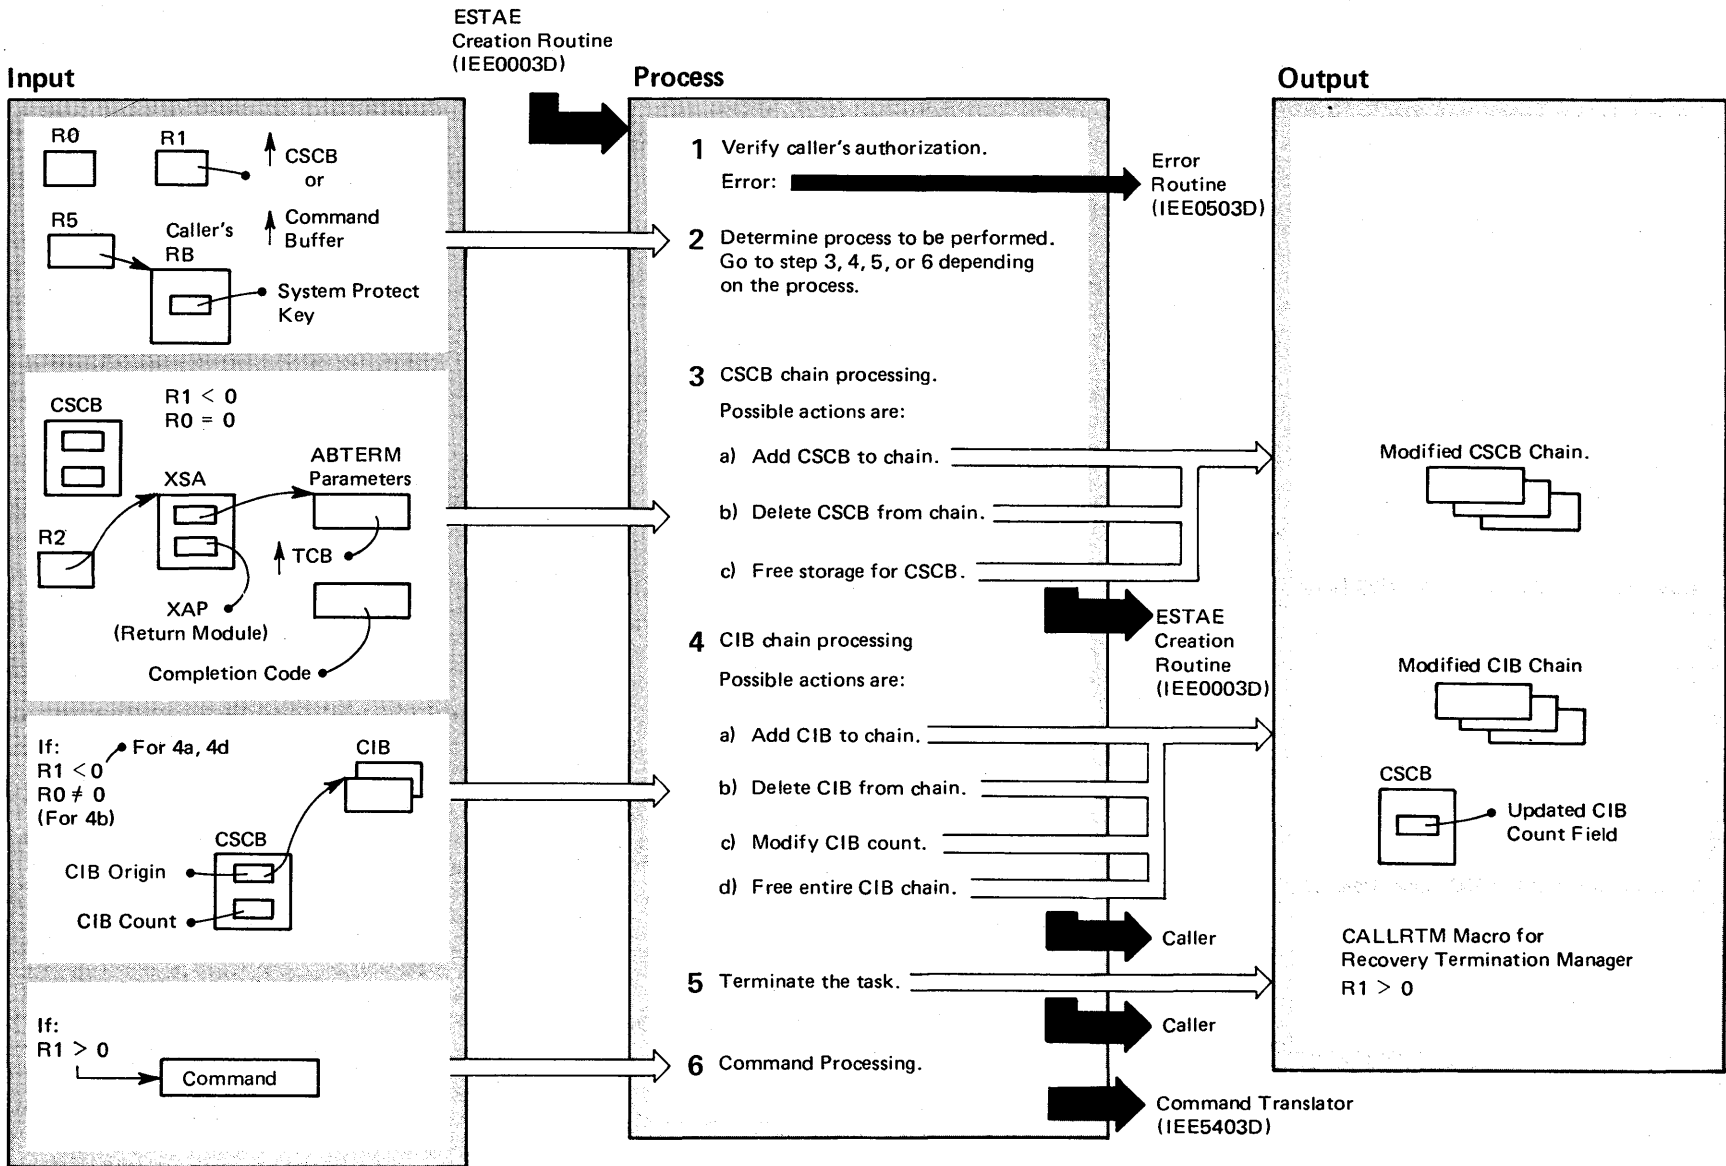 ESTAE
Creation Routine
(IEE0003D)
Input
Process
Output
R0
R1
CSCB
or
R5
Caller's
RB
Command
Buffer
System Protect
Key
1 Verify caller's authorization.
Error:
Error
Routine
(IEE0503D)
2 Determine process to be performed.
Go to step 3, 4, 5, or 6 depending
on the process.
CSCB
R1 < 0
R0 = 0
XSA
ABTERM
Parameters
R2
TCB
XAP
(Return Module)
Completion Code
3 CSCB chain processing.
Possible actions are:
a) Add CSCB to chain.
b) Delete CSCB from chain.
c) Free storage for CSCB.
Modified CSCB Chain.
ESTAE
Creation
Routine
(IEE0003D)
4 CIB chain processing
Possible actions are:
a) Add CIB to chain.
b) Delete CIB from chain.
c) Modify CIB count.
d) Free entire CIB chain.
Modified CIB Chain
CSCB
Updated CIB
Count Field
If:
For 4a, 4d
R1 < 0
R0 ≠ 0
(For 4b)
CIB
CSCB
CIB Origin
CIB Count
Caller
5 Terminate the task.
CALLRTM Macro for
Recovery Termination Manager
R1 > 0
Caller
If:
R1 > 0
Command
6 Command Processing.
Command Translator
(IEE5403D)